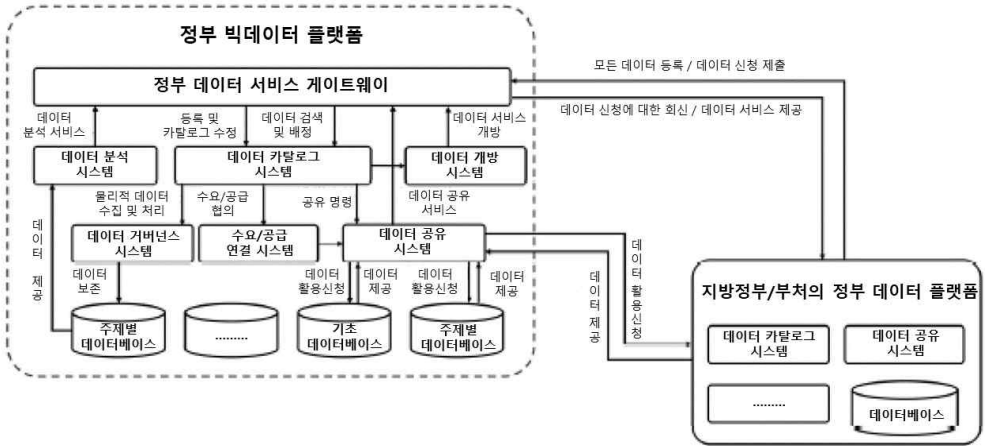 정부 빅데이터 플랫폼
정부 데이터 서비스 게이트웨이
모든 데이터 등록 / 데이터 신청 제출
데이터 신청에 대한 회신 / 데이터 서비스 제공
데이터
분석 서비스
등록 및
카탈로그 수정
데이터 검색
및 배정
데이터 서비스
개방
데이터 분석
시스템
데이터 카탈로그
시스템
데이터 개방
시스템
물리적 데이터
수집 및 처리
수요/공급
협의
공유 명령
데이터 공유
서비스
데이터 거버넌스
시스템
수요/공급
연결 시스템
데이터 공유
시스템
데이터 제공
데이터
보존
데이터
활용신청
데이터
제공
데이터
활용신청
데이터
제공
데이터 제공
데이터 활용신청
주제별
데이터베이스
.........
기초
데이터베이스
주제별
데이터베이스
지방정부/부처의 정부 데이터 플랫폼
데이터 카탈로그
시스템
데이터 공유
시스템
.........
데이터베이스